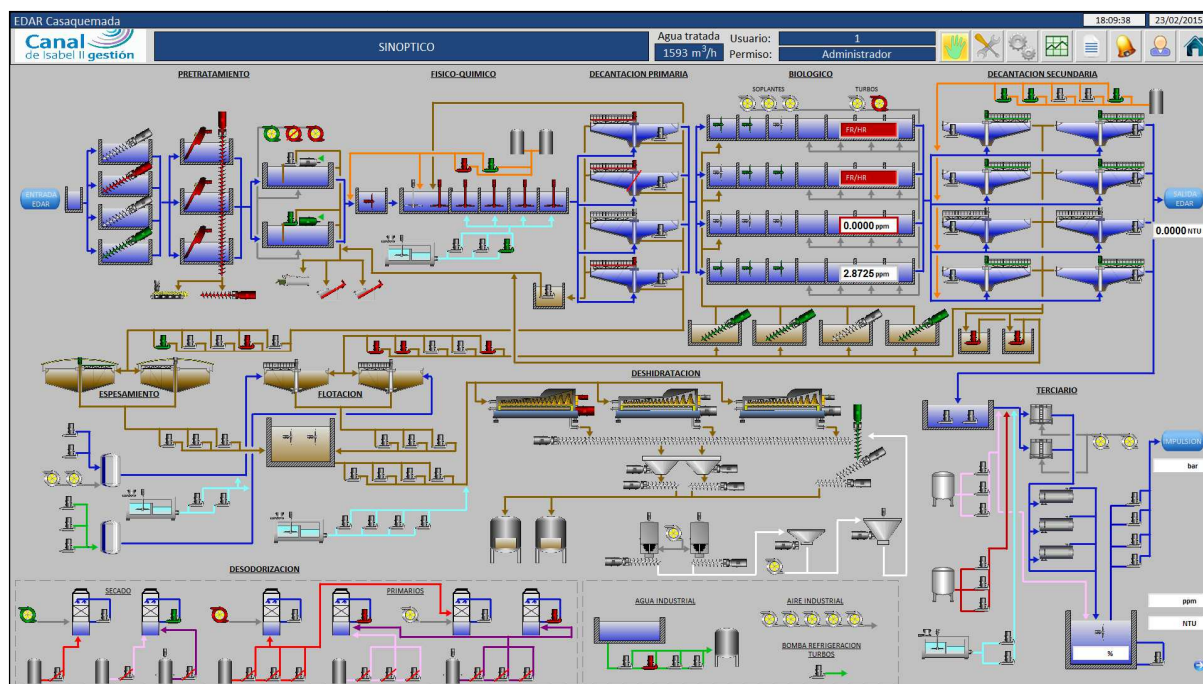 EDAR Casaquemada
18:09:38
23/02/2015
Canal
de Isabel II gestión
SINOPTICO
Agua tratada
1593 m³/h
Usuario:
1
Permiso:
Administrador
PRETRATAMIENTO
FISICO-QUIMICO
DECANTACION PRIMARIA
BIOLOGICO
DECANTACION SECUNDARIA
SOPLANTES
TURBOS
FR/HR
FR/HR
0.0000 ppm
2.8725 ppm
ENTRADA
EDAR
SALIDA
EDAR
0.0000 NTU
ESPESAMIENTO
FLOTACION
DESHIDRATACION
TERCIARIO
IMPULSION
bar
ppm
NTU
%
DESODORIZACION
SECADO
PRIMARIOS
AGUA INDUSTRIAL
AIRE INDUSTRIAL
BOMBA REFRIGERACION
TURBOS